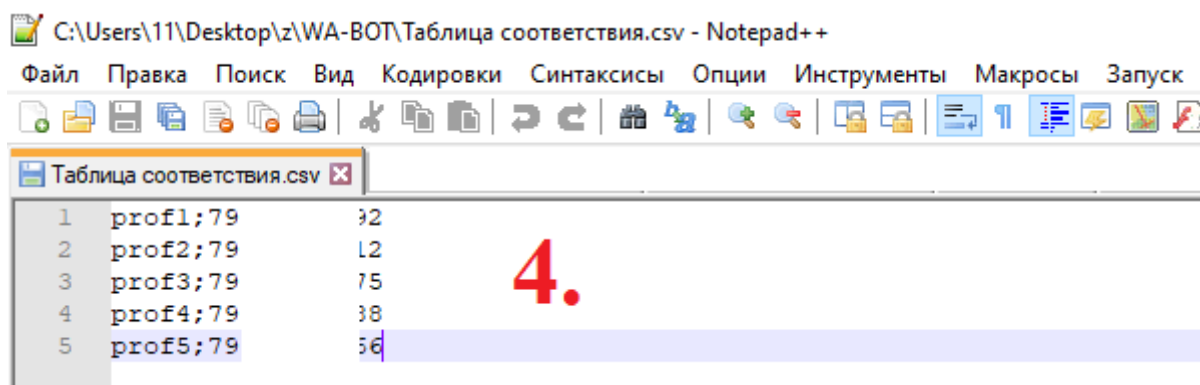 C:\Users\11\Desktop\z\WA-BOT\Таблица соответствия.csv - Notepad++
Файл Правка Поиск Вид Кодировки Синтаксисы Опции Инструменты Макросы Запуск
Таблица соответствия.csv
1 prof1;79 92
2 prof2;79 12
3 prof3;79 75
4 prof4;79 38
5 prof5;79 56
4.